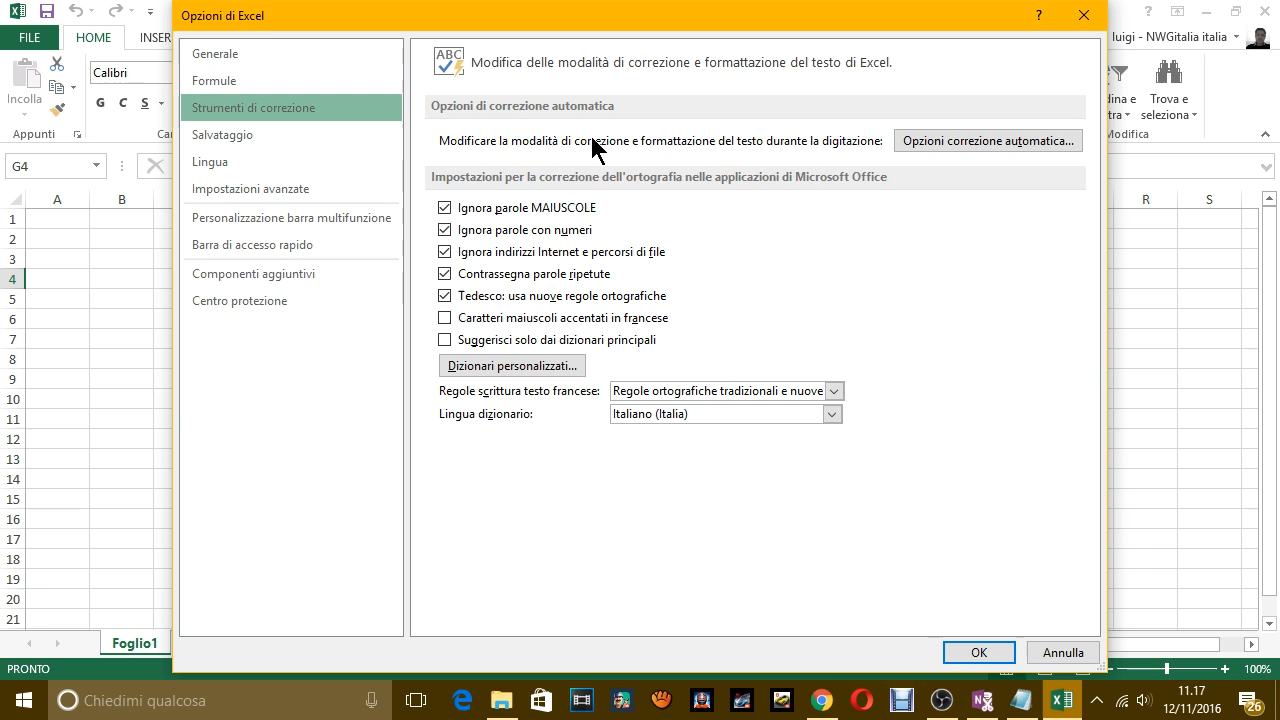 Opzioni di Excel
?
FILE
HOME
INSER
luigi - NWGitalia italia
Incolla
Calibri
G C S
Appunti
Car
dina e
tra
Trova e
seleziona
Modifica
G4
Generale
Formule
Strumenti di correzione
Salvataggio
Lingua
Impostazioni avanzate
Personalizzazione barra multifunzione
Barra di accesso rapido
Componenti aggiuntivi
Centro protezione
ABC
Modifica delle modalità di correzione e formattazione del testo di Excel.
Opzioni di correzione automatica
Modificare la modalità di correzione e formattazione del testo durante la digitazione:
Opzioni correzione automatica...
Impostazioni per la correzione dell'ortografia nelle applicazioni di Microsoft Office
Ignora parole MAIUSCOLE
Ignora parole con numeri
Ignora indirizzi Internet e percorsi di file
Contrassegna parole ripetute
Tedesco: usa nuove regole ortografiche
Caratteri maiuscoli accentati in francese
Suggerisci solo dai dizionari principali
Dizionari personalizzati...
Regole scrittura testo francese: Regole ortografiche tradizionali e nuove
Lingua dizionario: Italiano (Italia)
OK
Annulla
A B
R S
1
2
3
4
5
6
7
8
9
10
11
12
13
14
15
16
17
18
19
20
21
Foglio1
PRONTO
100%
Chiedimi qualcosa
11.17
12/11/2016
26